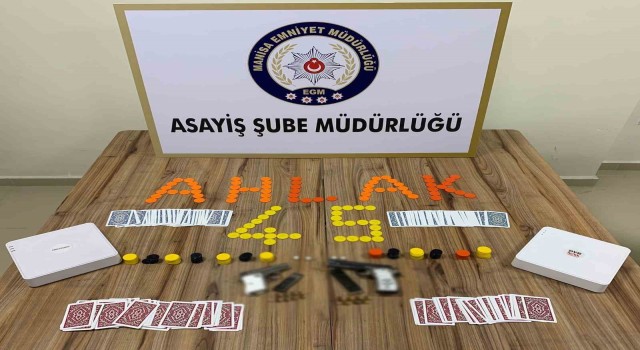 MANİSA EMNİYET MÜDÜRLÜĞÜ
EGM
ASAYİŞ ŞUBE MÜDÜRLÜĞÜ
AHLAK
45